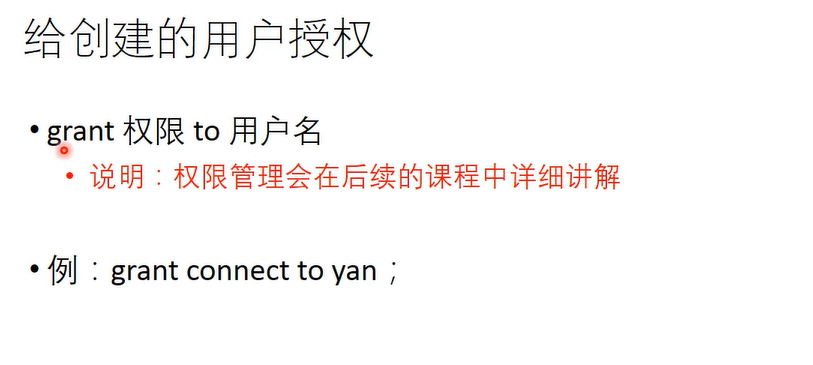 给创建的用户授权
• grant 权限 to 用户名
• 说明：权限管理会在后续的课程中详细讲解
• 例：grant connect to yan；